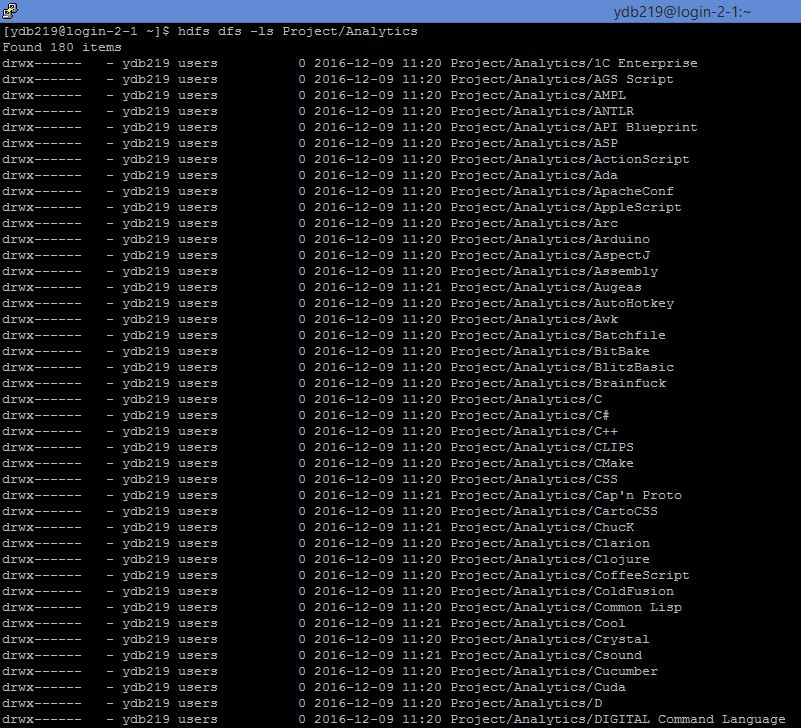 ydb219@login-2-1:~
[ydb219@login-2-1 ~]$ hdfs dfs -ls Project/Analytics
Found 180 items
drwx------   - ydb219 users          0 2016-12-09 11:20 Project/Analytics/1C Enterprise
drwx------   - ydb219 users          0 2016-12-09 11:20 Project/Analytics/AGS Script
drwx------   - ydb219 users          0 2016-12-09 11:20 Project/Analytics/AMPL
drwx------   - ydb219 users          0 2016-12-09 11:20 Project/Analytics/ANTLR
drwx------   - ydb219 users          0 2016-12-09 11:20 Project/Analytics/API Blueprint
drwx------   - ydb219 users          0 2016-12-09 11:20 Project/Analytics/ASP
drwx------   - ydb219 users          0 2016-12-09 11:20 Project/Analytics/ActionScript
drwx------   - ydb219 users          0 2016-12-09 11:20 Project/Analytics/Ada
drwx------   - ydb219 users          0 2016-12-09 11:20 Project/Analytics/ApacheConf
drwx------   - ydb219 users          0 2016-12-09 11:20 Project/Analytics/AppleScript
drwx------   - ydb219 users          0 2016-12-09 11:20 Project/Analytics/Arc
drwx------   - ydb219 users          0 2016-12-09 11:20 Project/Analytics/Arduino
drwx------   - ydb219 users          0 2016-12-09 11:20 Project/Analytics/AspectJ
drwx------   - ydb219 users          0 2016-12-09 11:20 Project/Analytics/Assembly
drwx------   - ydb219 users          0 2016-12-09 11:21 Project/Analytics/Augeas
drwx------   - ydb219 users          0 2016-12-09 11:20 Project/Analytics/AutoHotkey
drwx------   - ydb219 users          0 2016-12-09 11:20 Project/Analytics/Awk
drwx------   - ydb219 users          0 2016-12-09 11:20 Project/Analytics/Batchfile
drwx------   - ydb219 users          0 2016-12-09 11:20 Project/Analytics/BitBake
drwx------   - ydb219 users          0 2016-12-09 11:20 Project/Analytics/BlitzBasic
drwx------   - ydb219 users          0 2016-12-09 11:20 Project/Analytics/Brainfuck
drwx------   - ydb219 users          0 2016-12-09 11:20 Project/Analytics/C
drwx------   - ydb219 users          0 2016-12-09 11:20 Project/Analytics/C#
drwx------   - ydb219 users          0 2016-12-09 11:20 Project/Analytics/C++
drwx------   - ydb219 users          0 2016-12-09 11:20 Project/Analytics/CLIPS
drwx------   - ydb219 users          0 2016-12-09 11:20 Project/Analytics/CMake
drwx------   - ydb219 users          0 2016-12-09 11:20 Project/Analytics/CSS
drwx------   - ydb219 users          0 2016-12-09 11:21 Project/Analytics/Cap'n Proto
drwx------   - ydb219 users          0 2016-12-09 11:20 Project/Analytics/CartoCSS
drwx------   - ydb219 users          0 2016-12-09 11:21 Project/Analytics/ChucK
drwx------   - ydb219 users          0 2016-12-09 11:20 Project/Analytics/Clarion
drwx------   - ydb219 users          0 2016-12-09 11:20 Project/Analytics/Clojure
drwx------   - ydb219 users          0 2016-12-09 11:20 Project/Analytics/CoffeeScript
drwx------   - ydb219 users          0 2016-12-09 11:20 Project/Analytics/ColdFusion
drwx------   - ydb219 users          0 2016-12-09 11:20 Project/Analytics/Common Lisp
drwx------   - ydb219 users          0 2016-12-09 11:21 Project/Analytics/Cool
drwx------   - ydb219 users          0 2016-12-09 11:20 Project/Analytics/Crystal
drwx------   - ydb219 users          0 2016-12-09 11:21 Project/Analytics/Csound
drwx------   - ydb219 users          0 2016-12-09 11:20 Project/Analytics/Cucumber
drwx------   - ydb219 users          0 2016-12-09 11:20 Project/Analytics/Cuda
drwx------   - ydb219 users          0 2016-12-09 11:20 Project/Analytics/D
drwx------   - ydb219 users          0 2016-12-09 11:20 Project/Analytics/DIGITAL Command Language